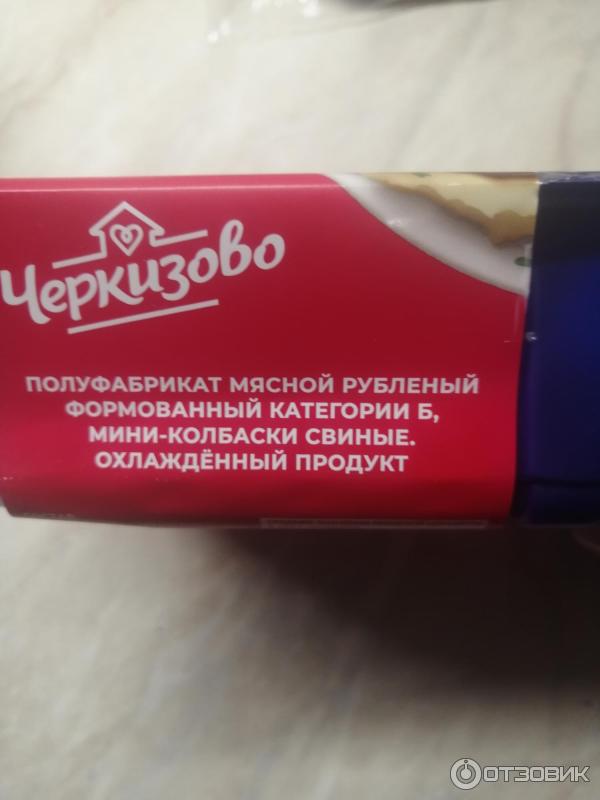 Черкизово
ПОЛУФАБРИКАТ МЯСНОЙ РУБЛЕНЫЙ
ФОРМОВАННЫЙ КАТЕГОРИИ Б,
МИНИ-КОЛБАСКИ СВИНЫЕ.
ОХЛАЖДЁННЫЙ ПРОДУКТ
ОТЗОВИК